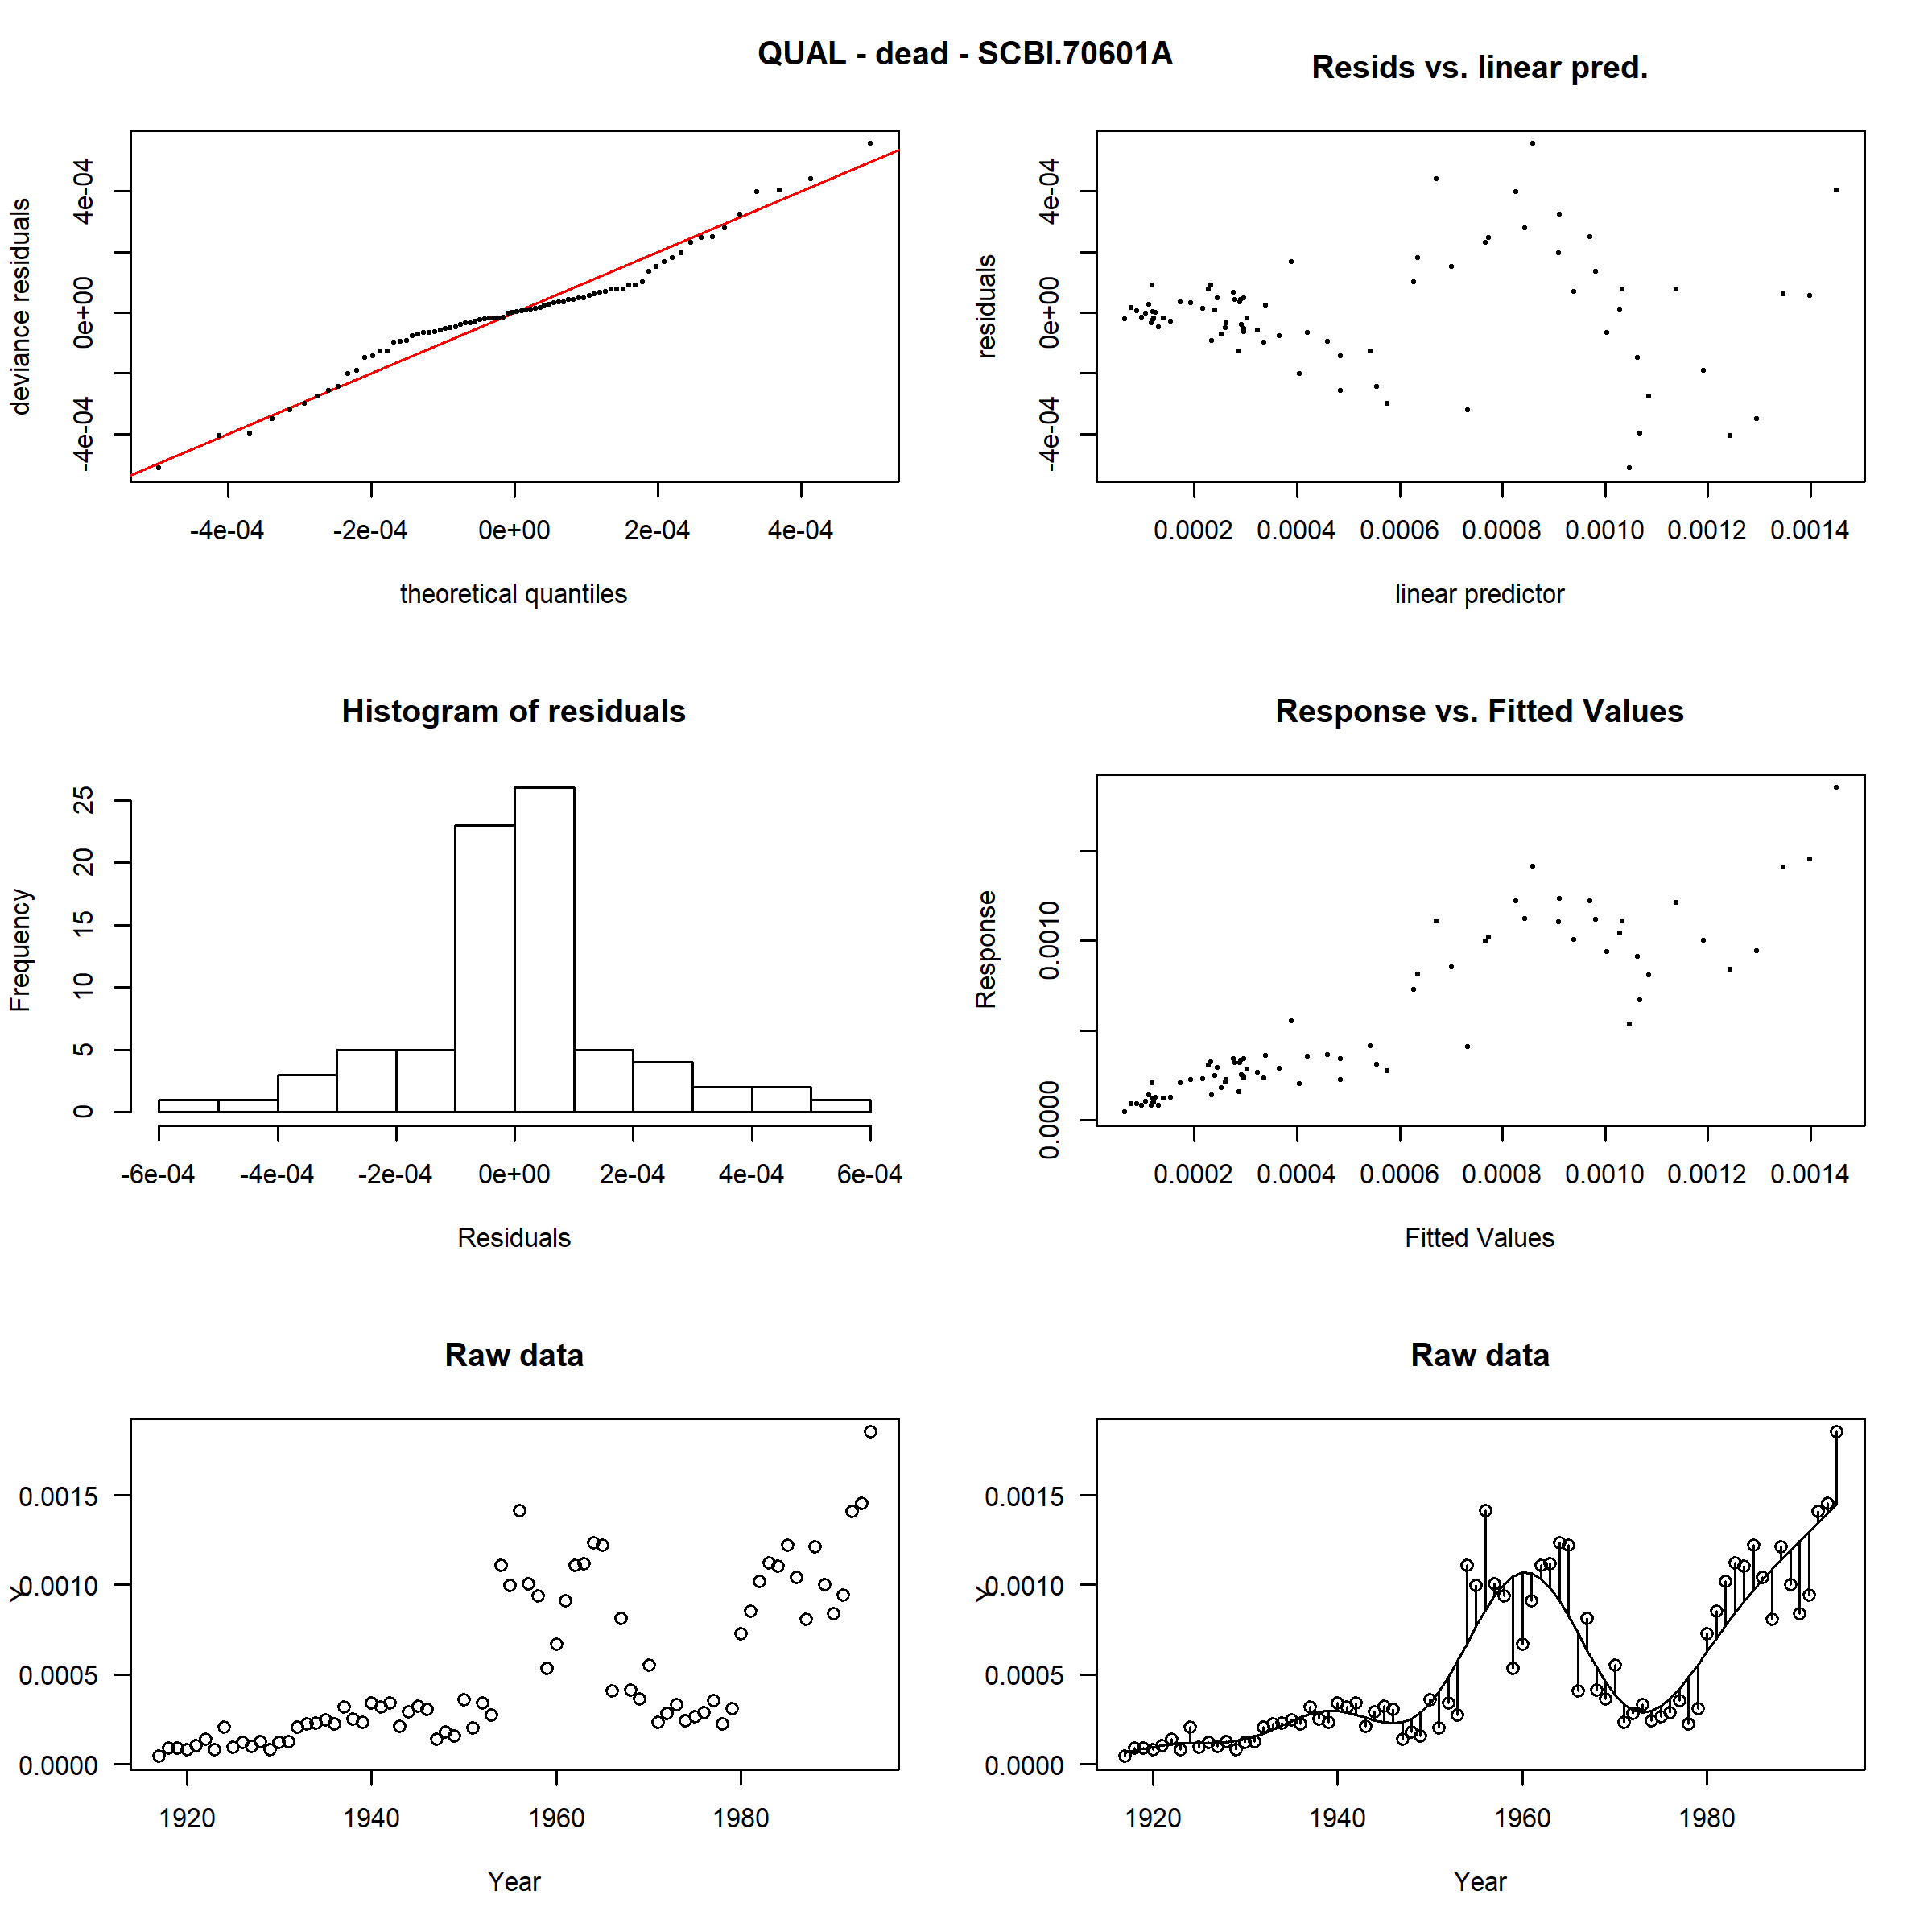 QUAL - dead - SCBI.70601A
Resids vs. linear pred.
deviance residuals
-4e-04 0e+00 4e-04
-4e-04 -2e-04 0e+00 2e-04 4e-04
theoretical quantiles
residuals
-4e-04 0e+00 4e-04
0.0002 0.0004 0.0006 0.0008 0.0010 0.0012 0.0014
linear predictor
Histogram of residuals
Frequency
0 5 10 15 20 25
-6e-04 -4e-04 -2e-04 0e+00 2e-04 4e-04 6e-04
Residuals
Response vs. Fitted Values
Response
0.0000 0.0010
0.0002 0.0004 0.0006 0.0008 0.0010 0.0012 0.0014
Fitted Values
Raw data
Y
0.0015
0.0010
0.0005
0.0000
1920 1940 1960 1980
Year
Raw data
Y
0.0015
0.0010
0.0005
0.0000
1920 1940 1960 1980
Year